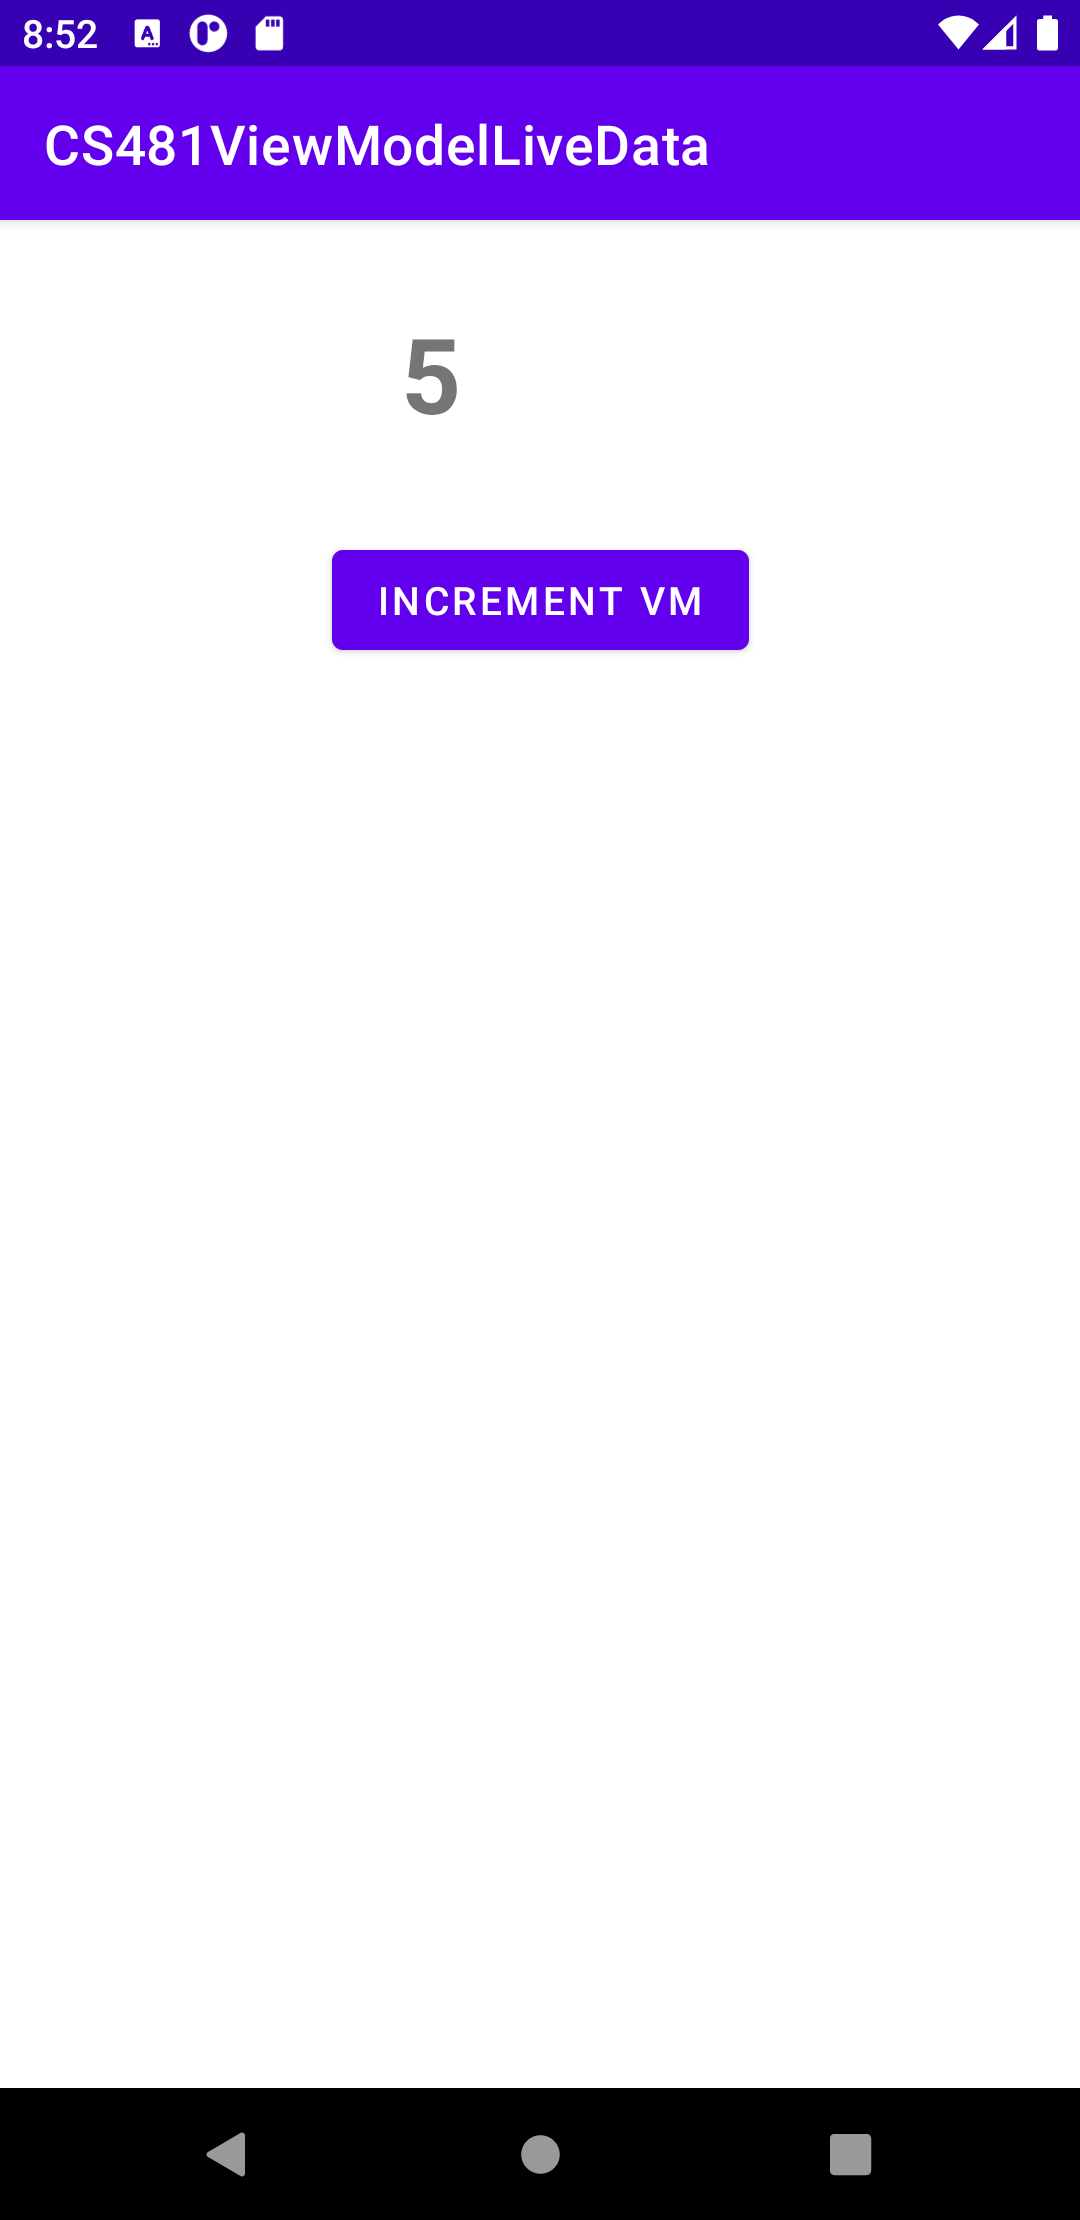 8:52
CS481ViewModelLiveData
5
INCREMENT VM